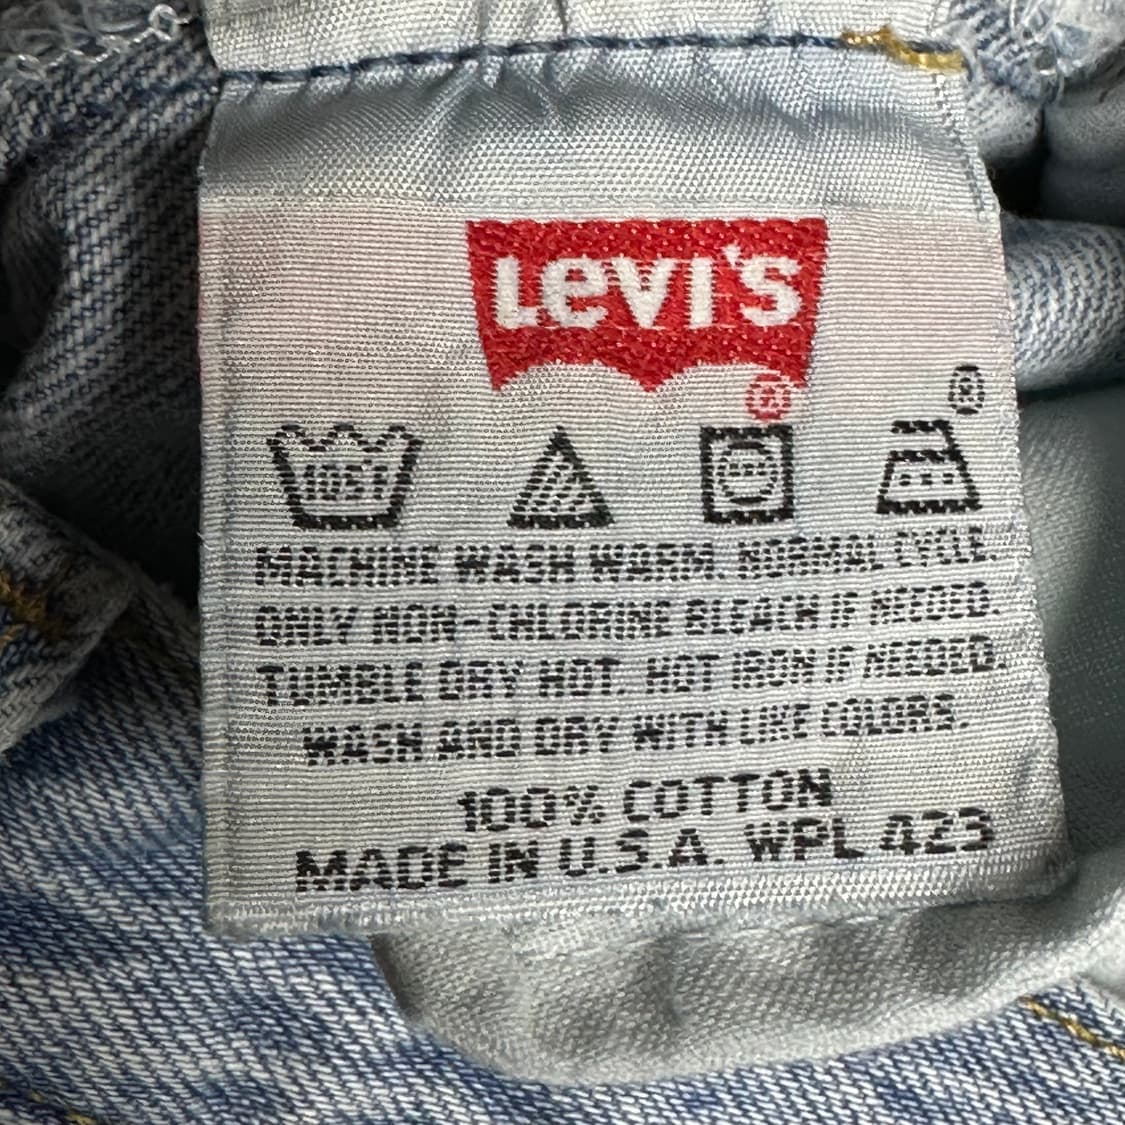 LEVI'S
®
®
105F
MACHINE WASH WARM. NORMAL CYCLE.
ONLY NON-CHLORINE BLEACH IF NEEDED.
TUMBLE DRY HOT. HOT IRON IF NEEDED.
WASH AND DRY WITH LIKE COLORS.
100% COTTON
MADE IN U.S.A. WPL 423